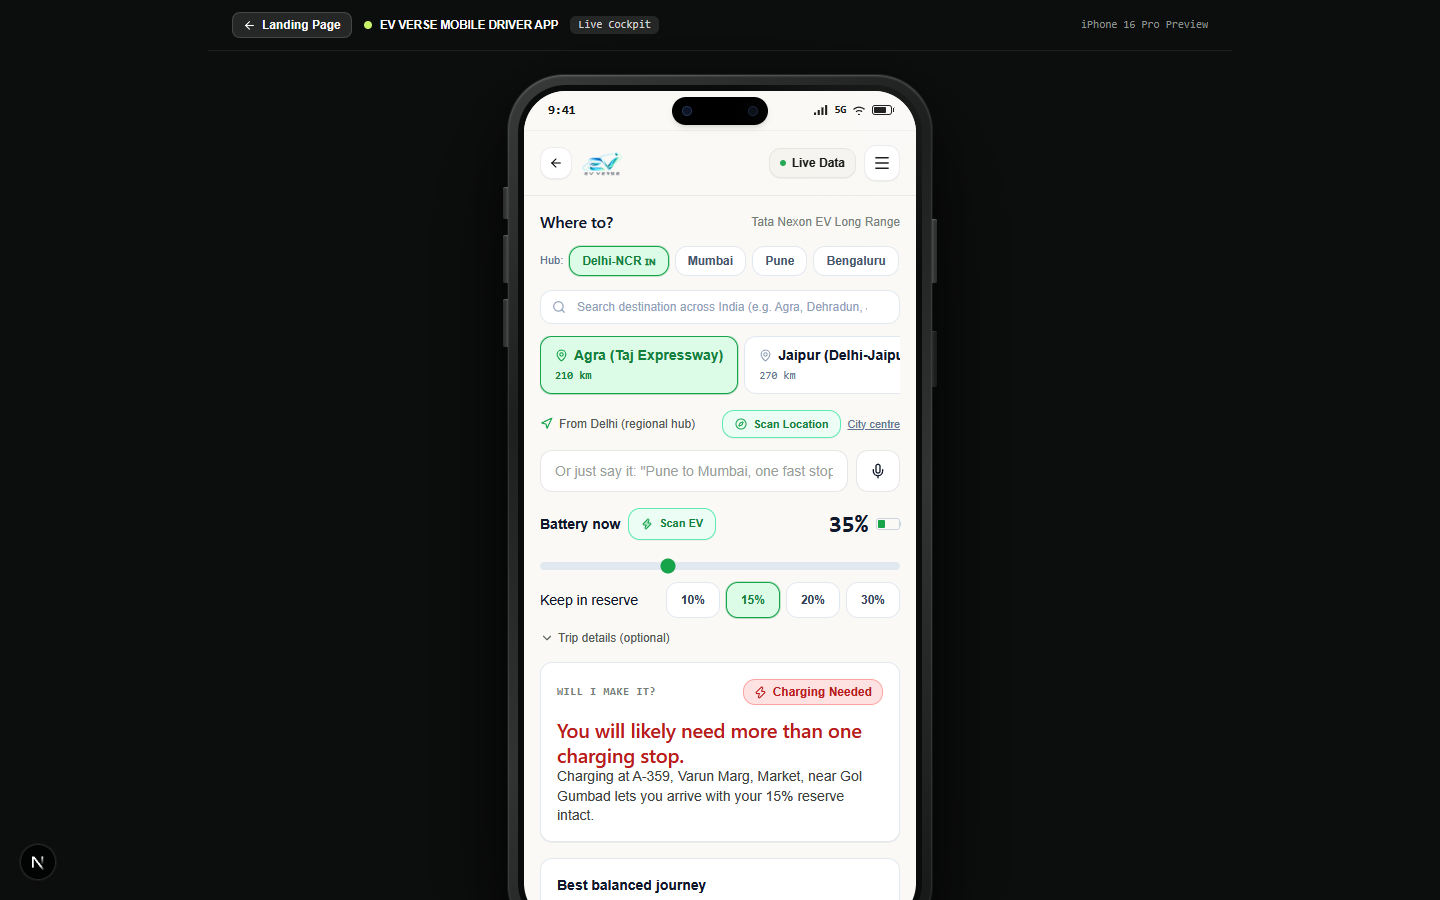 Landing Page
EV VERSE MOBILE DRIVER APP
Live Cockpit
iPhone 16 Pro Preview
9:41
5G
EV
EV VERSE
Live Data
Where to?
Tata Nexon EV Long Range
Hub:
Delhi-NCR IN
Mumbai
Pune
Bengaluru
Search destination across India (e.g. Agra, Dehradun,
Agra (Taj Expressway)
210 km
Jaipur (Delhi-Jaipu
270 km
From Delhi (regional hub)
Scan Location
City centre
Or just say it: "Pune to Mumbai, one fast stop
Battery now
Scan EV
35%
Keep in reserve
10%
15%
20%
30%
Trip details (optional)
WILL I MAKE IT?
Charging Needed
You will likely need more than one
charging stop.
Charging at A-359, Varun Marg, Market, near Gol
Gumbad lets you arrive with your 15% reserve
intact.
Best balanced journey
N